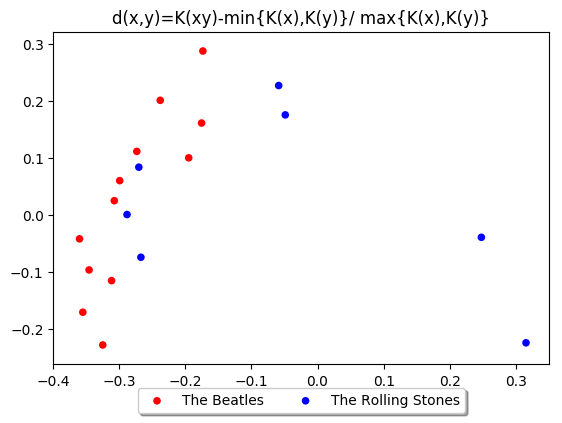 d(x,y)=K(xy)-min{K(x),K(y)}/ max{K(x),K(y)}
0.3
0.2
0.1
0.0
−0.1
−0.2
−0.4 −0.3 −0.2 −0.1 0.0 0.1 0.2 0.3
The Beatles The Rolling Stones